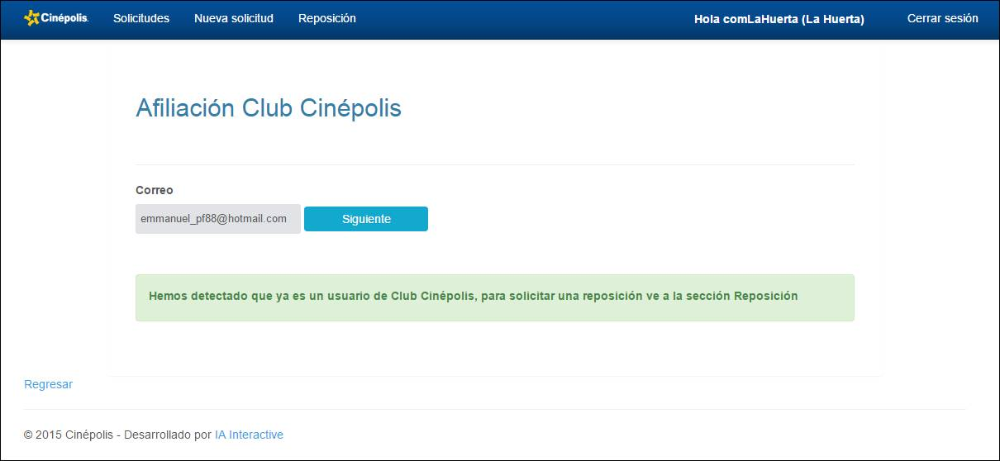 Cinépolis. Solicitudes Nueva solicitud Reposición Hola comLaHuerta (La Huerta) Cerrar sesión
Afiliación Club Cinépolis
Correo
emmanuel_pf88@hotmail.com Siguiente
Hemos detectado que ya es un usuario de Club Cinépolis, para solicitar una reposición ve a la sección Reposición
Regresar
© 2015 Cinépolis - Desarrollado por IA Interactive